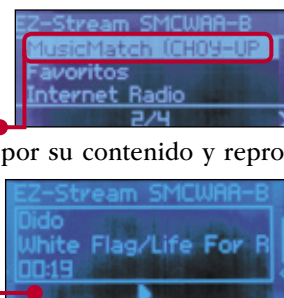 EZ-Stream SMCWAA-B
MusicMatch (CHOY-UP
Favoritos
Internet Radio
2/4
por su contenido y repro
EZ-Stream SMCWAA-B
Dido
White Flag/Life For R
00:19